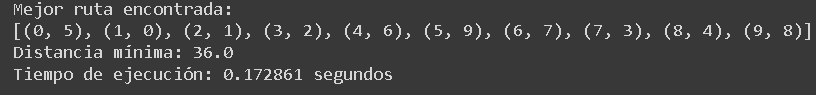 Mejor ruta encontrada:
[(0, 5), (1, 0), (2, 1), (3, 2), (4, 6), (5, 9), (6, 7), (7, 3), (8, 4), (9, 8)]
Distancia mínima: 36.0
Tiempo de ejecución: 0.172861 segundos